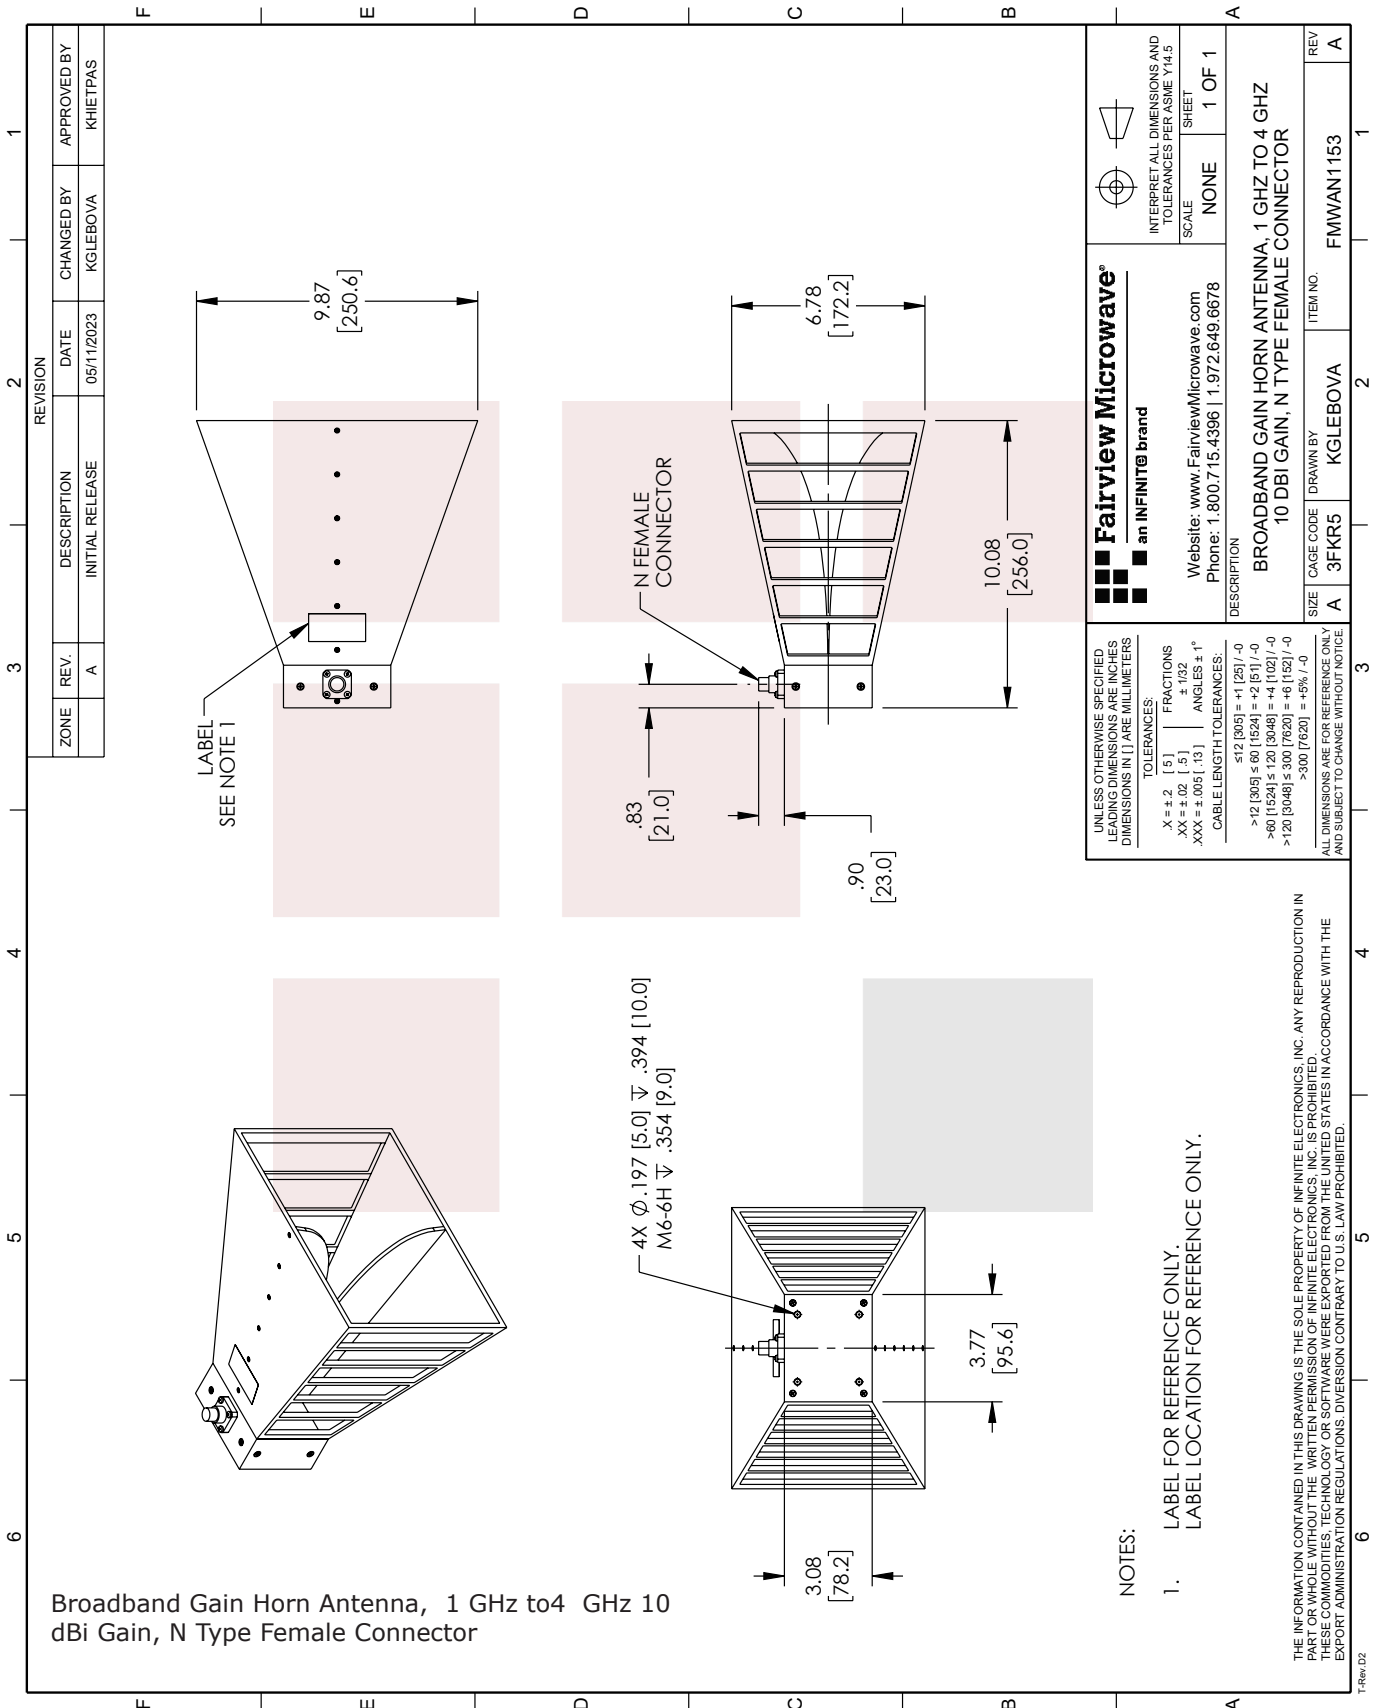 6
5
4
3
2
1
F
E
D
C
B
A
REVISION
ZONE REV. DESCRIPTION DATE CHANGED BY APPROVED BY
A INITIAL RELEASE 05/11/2023 KGLEBOVA KHIETPAS
LABEL
SEE NOTE 1
9.87
[250.6]
N FEMALE
CONNECTOR
.83
[21.0]
.90
[23.0]
6.78
[172.2]
10.08
[256.0]
4X Ø.197 [5.0] ↧ .394 [10.0]
M6-6H ↧ .354 [9.0]
3.08
[78.2]
3.77
[95.6]
NOTES:
1. LABEL FOR REFERENCE ONLY.
LABEL LOCATION FOR REFERENCE ONLY.
THE INFORMATION CONTAINED IN THIS DRAWING IS THE SOLE PROPERTY OF INFINITE ELECTRONICS, INC. ANY REPRODUCTION IN
PART OR WHOLE WITHOUT THE WRITTEN PERMISSION OF INFINITE ELECTRONICS, INC. IS PROHIBITED.
THESE COMMODITIES, TECHNOLOGY OR SOFTWARE WERE EXPORTED FROM THE UNITED STATES IN ACCORDANCE WITH THE
EXPORT ADMINISTRATION REGULATIONS. DIVERSION CONTRARY TO U.S. LAW PROHIBITED.
UNLESS OTHERWISE SPECIFIED
LEADING DIMENSIONS ARE INCHES
DIMENSIONS IN [ ] ARE MILLIMETERS
TOLERANCES:
.X = ± .2 [ 5 ] FRACTIONS
.XX = ± .02 [ .5 ] ± 1/32
.XXX = ± .005 [ .13 ] ANGLES ± 1°
CABLE LENGTH TOLERANCES:
≤12 [305] = +1 [25] / -0
>12 [305] ≤ 60 [1524] = +2 [51] / -0
>60 [1524] ≤ 120 [3048] = +4 [102] / -0
>120 [3048] ≤ 300 [7620] = +6 [152] / -0
>300 [7620] = +5% / -0
ALL DIMENSIONS ARE FOR REFERENCE ONLY
AND SUBJECT TO CHANGE WITHOUT NOTICE.
Fairview Microwave®
an INFINIT® brand
Website: www.FairviewMicrowave.com
Phone: 1.800.715.4396 | 1.972.649.6678
INTERPRET ALL DIMENSIONS AND
TOLERANCES PER ASME Y14.5
SCALE SHEET
NONE 1 OF 1
DESCRIPTION
BROADBAND GAIN HORN ANTENNA, 1 GHZ TO 4 GHZ
10 DBI GAIN, N TYPE FEMALE CONNECTOR
SIZE CAGE CODE DRAWN BY ITEM NO. REV
A 3FKR5 KGLEBOVA FMWAN1153 A
F
E
D
C
B
A
6
5
4
3
2
1
T-Rev.D2
Broadband Gain Horn Antenna, 1 GHz to4 GHz 10
dBi Gain, N Type Female Connector